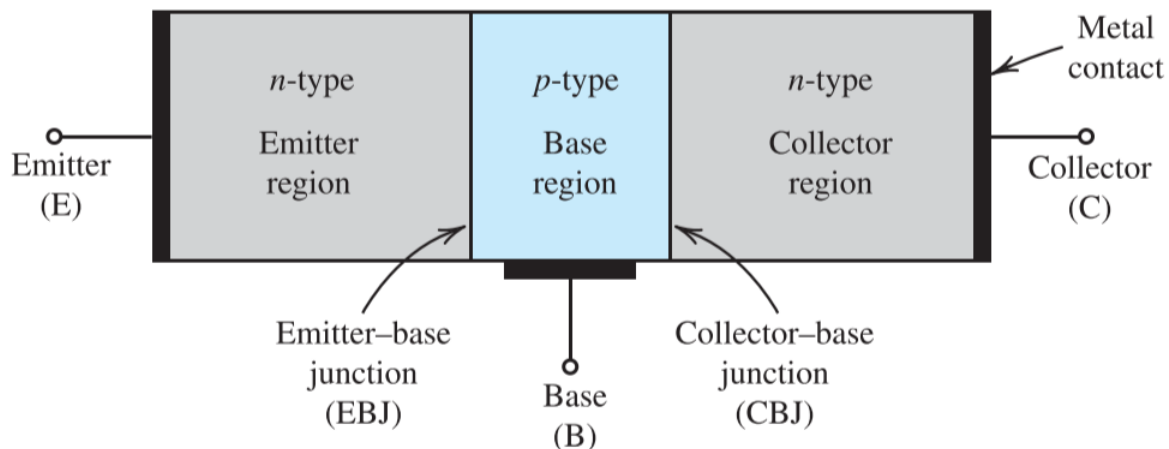 n-type
Emitter
region
p-type
Base
region
n-type
Collector
region
Metal
contact
Emitter
(E)
Collector
(C)
Emitter–base
junction
(EBJ)
Base
(B)
Collector–base
junction
(CBJ)